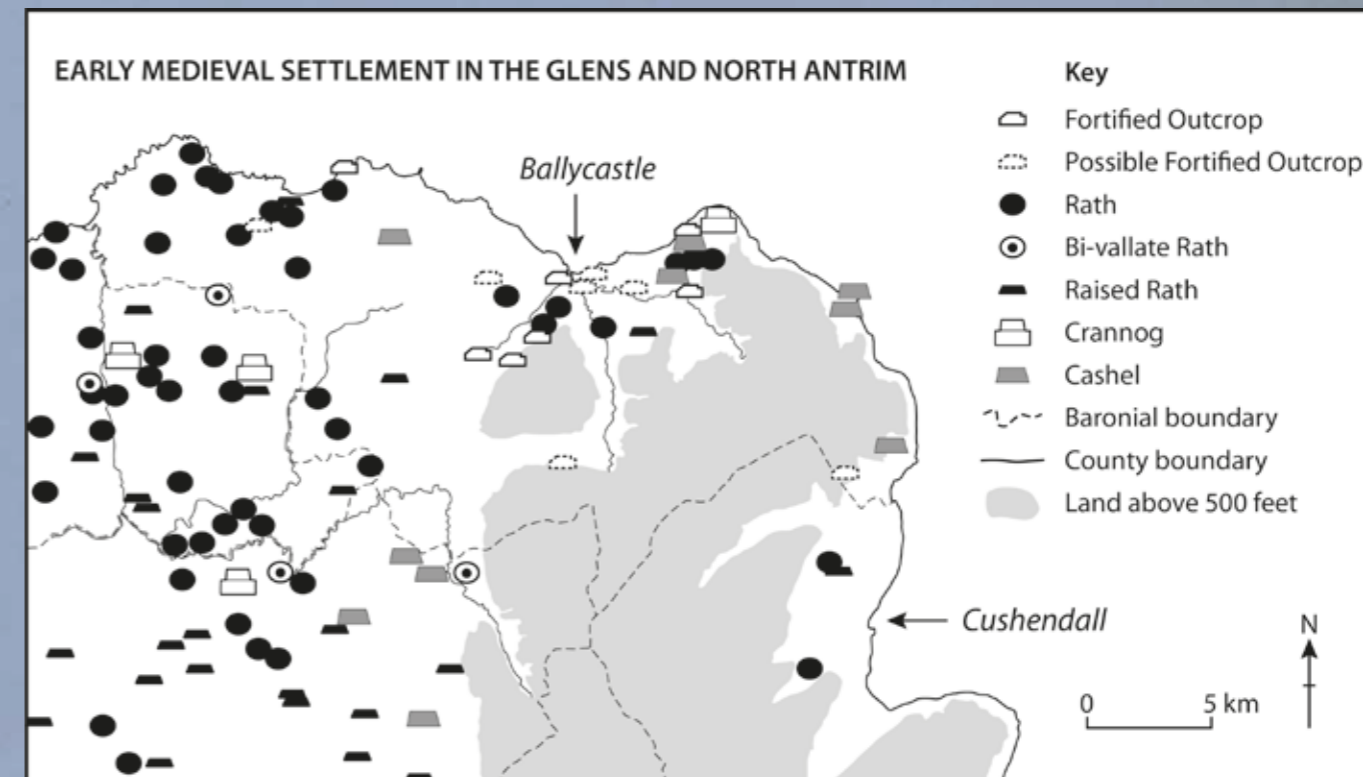 EARLY MEDIEVAL SETTLEMENT IN THE GLENS AND NORTH ANTRIM
Key
Fortified Outcrop
Possible Fortified Outcrop
Rath
Bi-vallate Rath
Raised Rath
Crannog
Cashel
Baronial boundary
County boundary
Land above 500 feet
Ballycastle
Cushendall
N
0 5 km